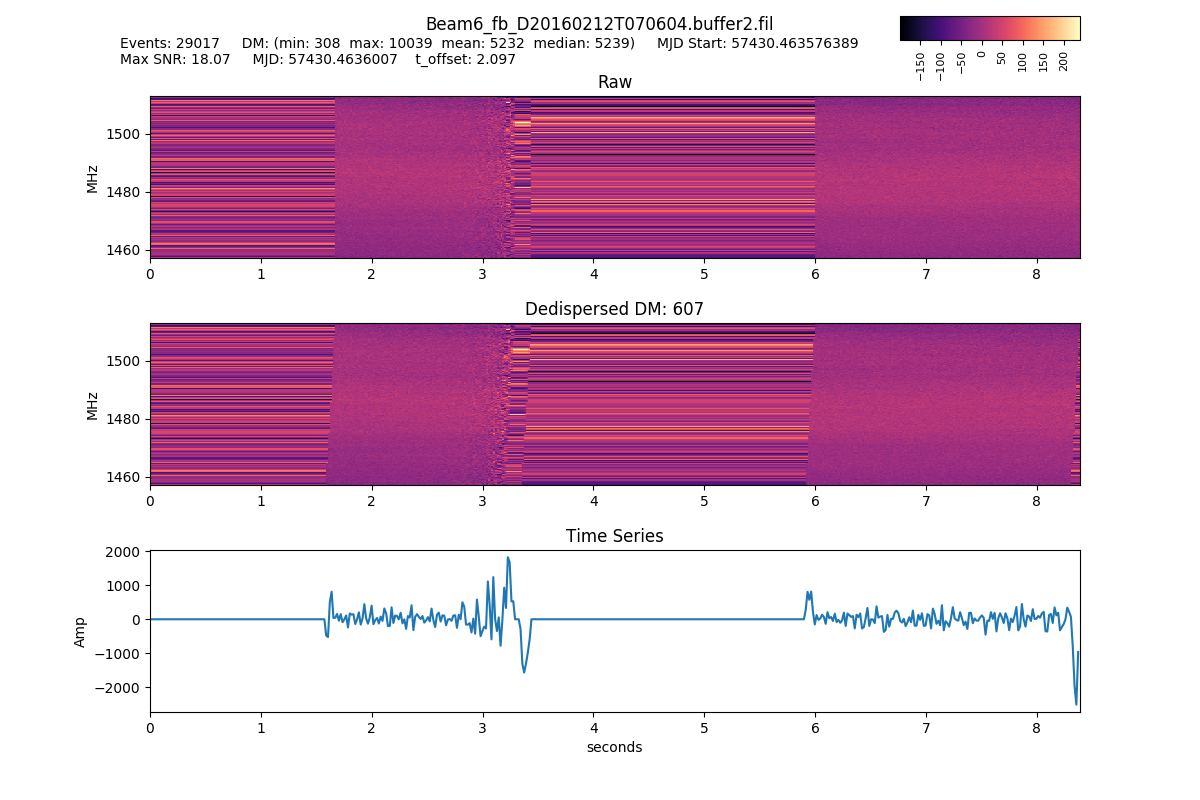 Beam6_fb_D20160212T070604.buffer2.fil
Events: 29017 DM: (min: 308 max: 10039 mean: 5232 median: 5239) MJD Start: 57430.463576389
Max SNR: 18.07 MJD: 57430.4636007 t_offset: 2.097
−150 −100 −50 0 50 100 150 200
Raw
1500
1480
1460
MHz
0 1 2 3 4 5 6 7 8
Dedispersed DM: 607
1500
1480
1460
MHz
0 1 2 3 4 5 6 7 8
Time Series
2000
1000
0
−1000
−2000
Amp
0 1 2 3 4 5 6 7 8
seconds